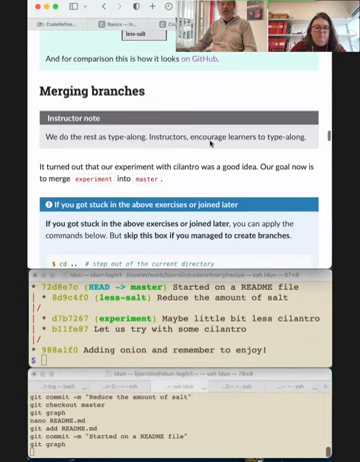 CodeRefine...
Basics — in...
Co
less-salt
And for comparison this is how it looks on GitHub.
Merging branches
Instructor note
We do the rest as type-along. Instructors, encourage learners to type-along.
It turned out that our experiment with cilantro was a good idea. Our goal now is
to merge experiment into master .
If you got stuck in the above exercises or joined later
If you got stuck in the above exercises or joined later, you can apply the
commands below. But skip this box if you managed to create branches.
$ cd .. # step out of the current directory
* 72d8e7c (HEAD -> master) Started on a README file
| * 8d9c4f0 (less-salt) Reduce the amount of salt
|/
| * d7b7267 (experiment) Maybe little bit less cilantro
| * b11fe87 Let us try with some cilantro
|/
* 988a1f0 Adding onion and remember to enjoy!
$
git commit -m "Reduce the amount of salt"
git checkout master
git graph
nano README.md
git add README.md
git commit -m "Started on a README file"
git graph